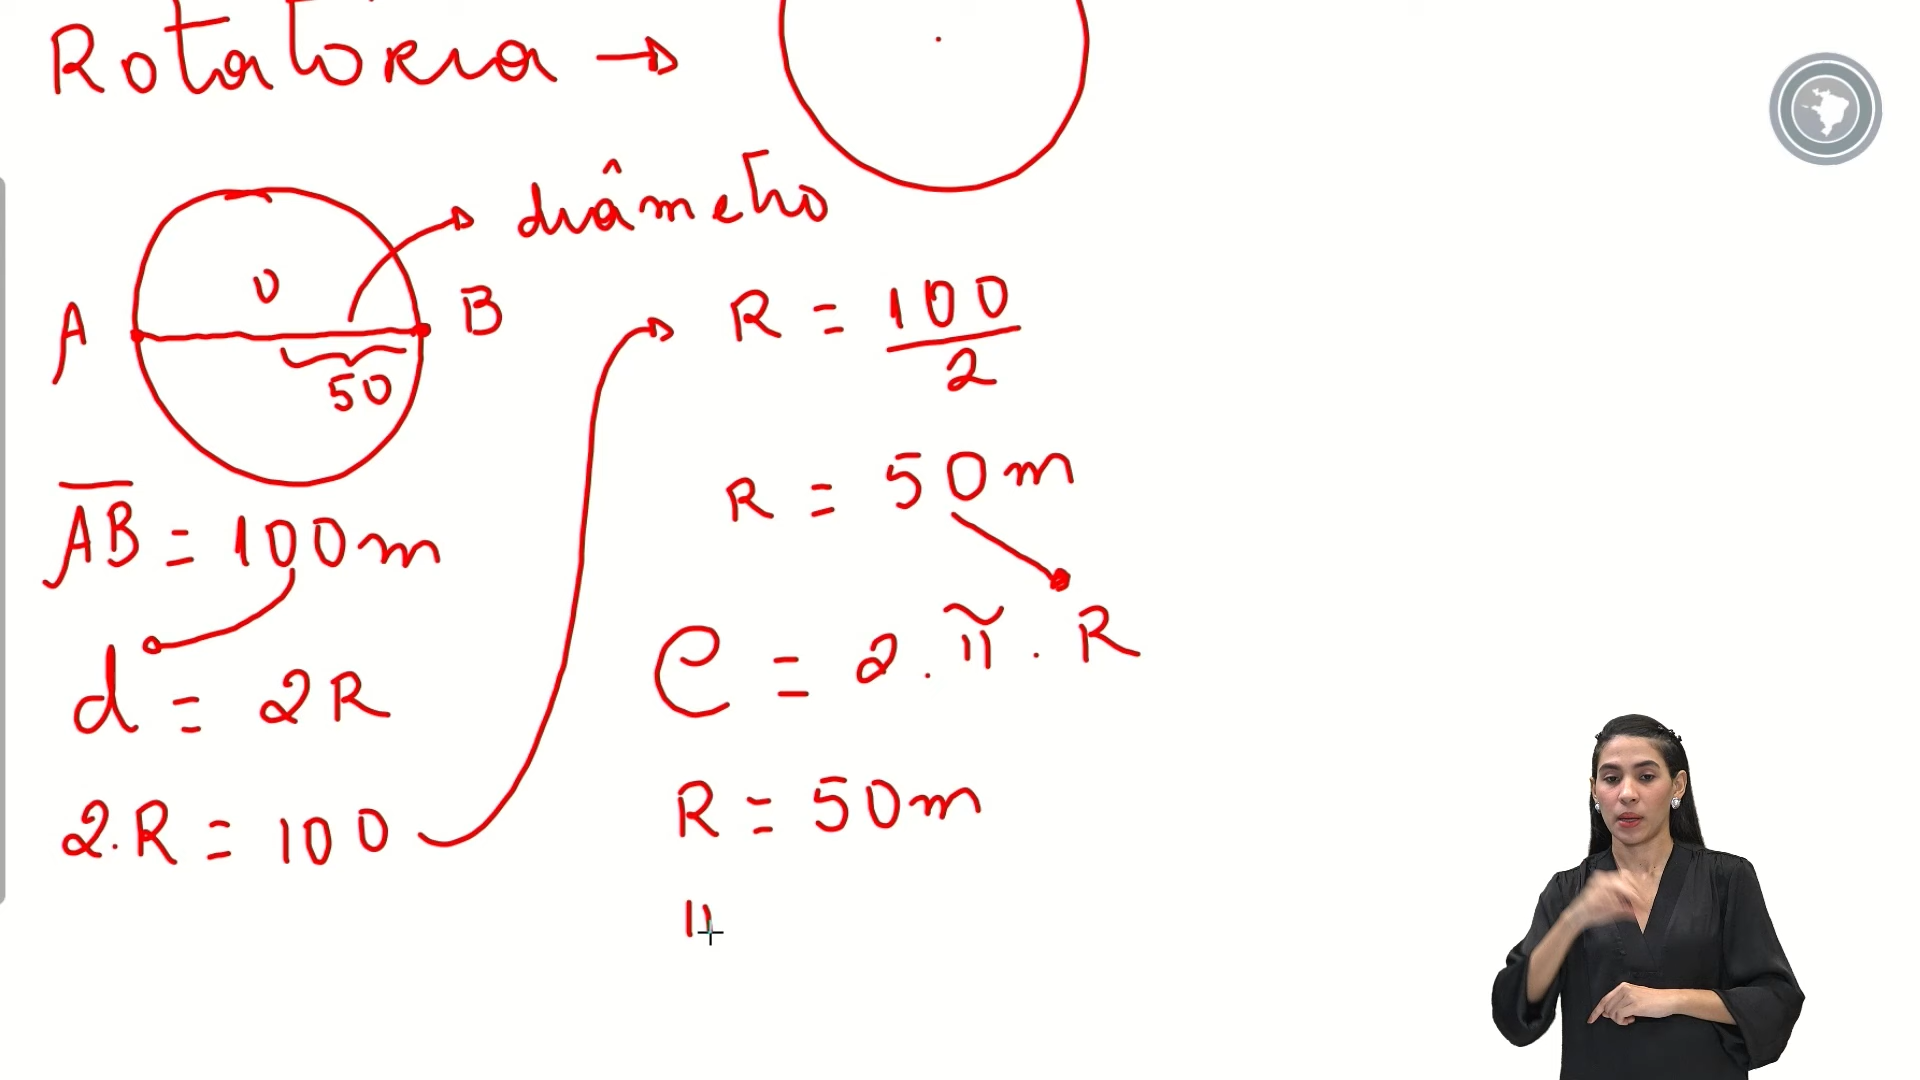 Rotatória →
diâmetro
A
O
B
50
AB = 100m
d = 2R
2.R = 100
R = 100/2
R = 50m
C = 2.π.R
R = 50m